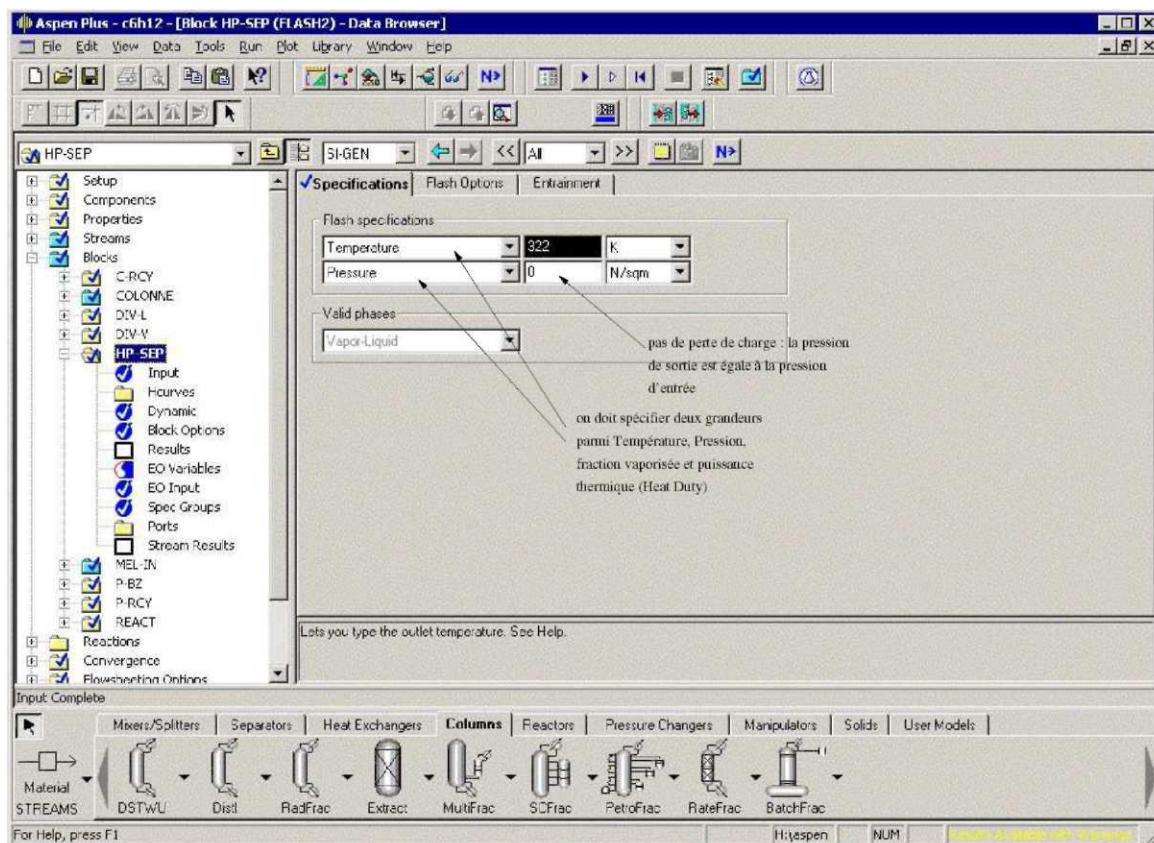 Aspen Plus - c6h12 - [Block HP-SEP (FLASH2) - Data Browser]
File Edit View Data Tools Run Plot Library Window Help
N>
HP-SEP
SI-GEN
<< All >>
N>
Setup
Components
Properties
Streams
Blocks
C-RCY
COLONNE
DIV-L
DIV-V
HP-SEP
Input
Hcurves
Dynamic
Block Options
Results
EO Variables
EO Input
Spec Groups
Ports
Stream Results
MEL-IN
P-BZ
P-RCY
REACT
Reactions
Convergence
Flowsheeting Options
Specifications Flash Options Entrainment
Flash specifications
Temperature 322 K
Pressure 0 N/sqm
Valid phases
Vapor-Liquid
pas de perte de charge : la pression
de sortie est égale à la pression
d'entrée
on doit spécifier deux grandeurs
parmi Température, Pression,
fraction vaporisée et puissance
thermique (Heat Duty)
Lets you type the outlet temperature. See Help.
Input Complete
Mixers/Splitters Separators Heat Exchangers Columns Reactors Pressure Changers Manipulators Solids User Models
Material
STREAMS
DSTWU Distl RadFrac Extract MultiFrac SCFrac PetroFrac RateFrac BatchFrac
For Help, press F1
H:\aspen NUM Results Available with Warnings